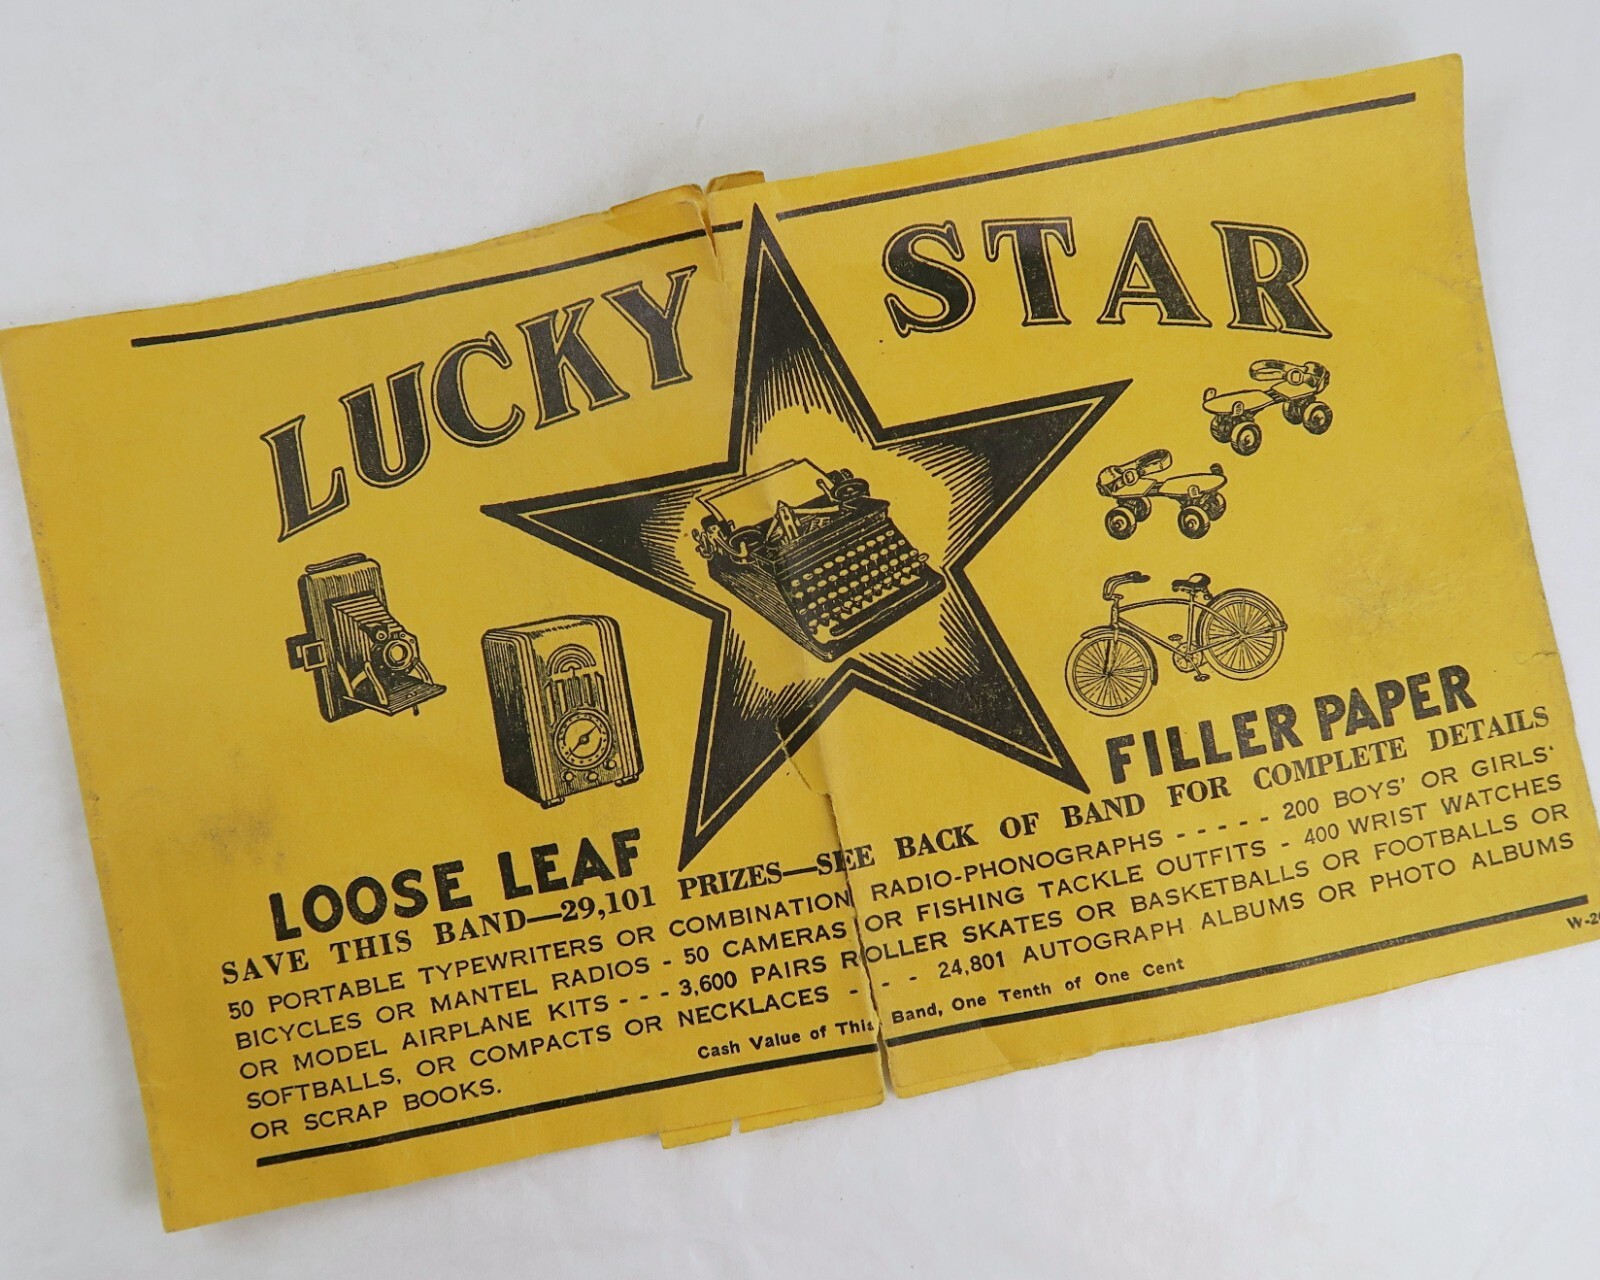 LUCKY STAR
LOOSE LEAF FILLER PAPER
SAVE THIS BAND—29,101 PRIZES—SEE BACK OF BAND FOR COMPLETE DETAILS
50 PORTABLE TYPEWRITERS OR COMBINATION RADIO-PHONOGRAPHS - - - - - 200 BOYS' OR GIRLS'
BICYCLES OR MANTEL RADIOS - 50 CAMERAS OR FISHING TACKLE OUTFITS - 400 WRIST WATCHES
OR MODEL AIRPLANE KITS - - - 3,600 PAIRS ROLLER SKATES OR BASKETBALLS OR FOOTBALLS OR
SOFTBALLS, OR COMPACTS OR NECKLACES - - - 24,801 AUTOGRAPH ALBUMS OR PHOTO ALBUMS
OR SCRAP BOOKS.
Cash Value of This Band, One Tenth of One Cent